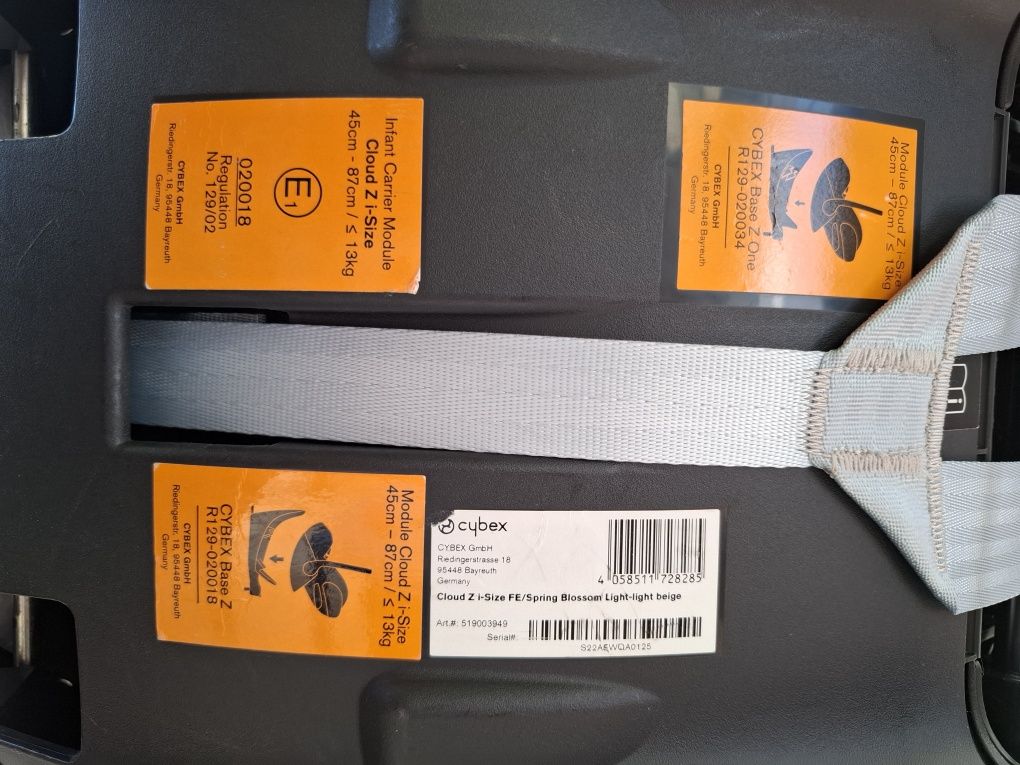 Infant Carrier Module
Cloud Z i-Size
45cm - 87cm / ≤ 13kg
E1
020018
Regulation
No. 129/02
CYBEX GmbH
Riedingerstr. 18, 95448 Bayreuth
Germany
Module Cloud Z i-Size
45cm – 87cm / ≤ 13kg
CYBEX Base Z One
R129-020034
CYBEX GmbH
Riedingerstr. 18, 95448 Bayreuth
Germany
Module Cloud Z i-Size
45cm – 87cm / ≤ 13kg
CYBEX Base Z
R129-020018
CYBEX GmbH
Riedingerstr. 18, 95448 Bayreuth
Germany
cybex
CYBEX GmbH
Riedingerstrasse 18
95448 Bayreuth
Germany
4 058511 728285
Cloud Z i-Size FE/Spring Blossom Light-light beige
Art.#: 519003949
Serial#:
S22AEWQA0125
i